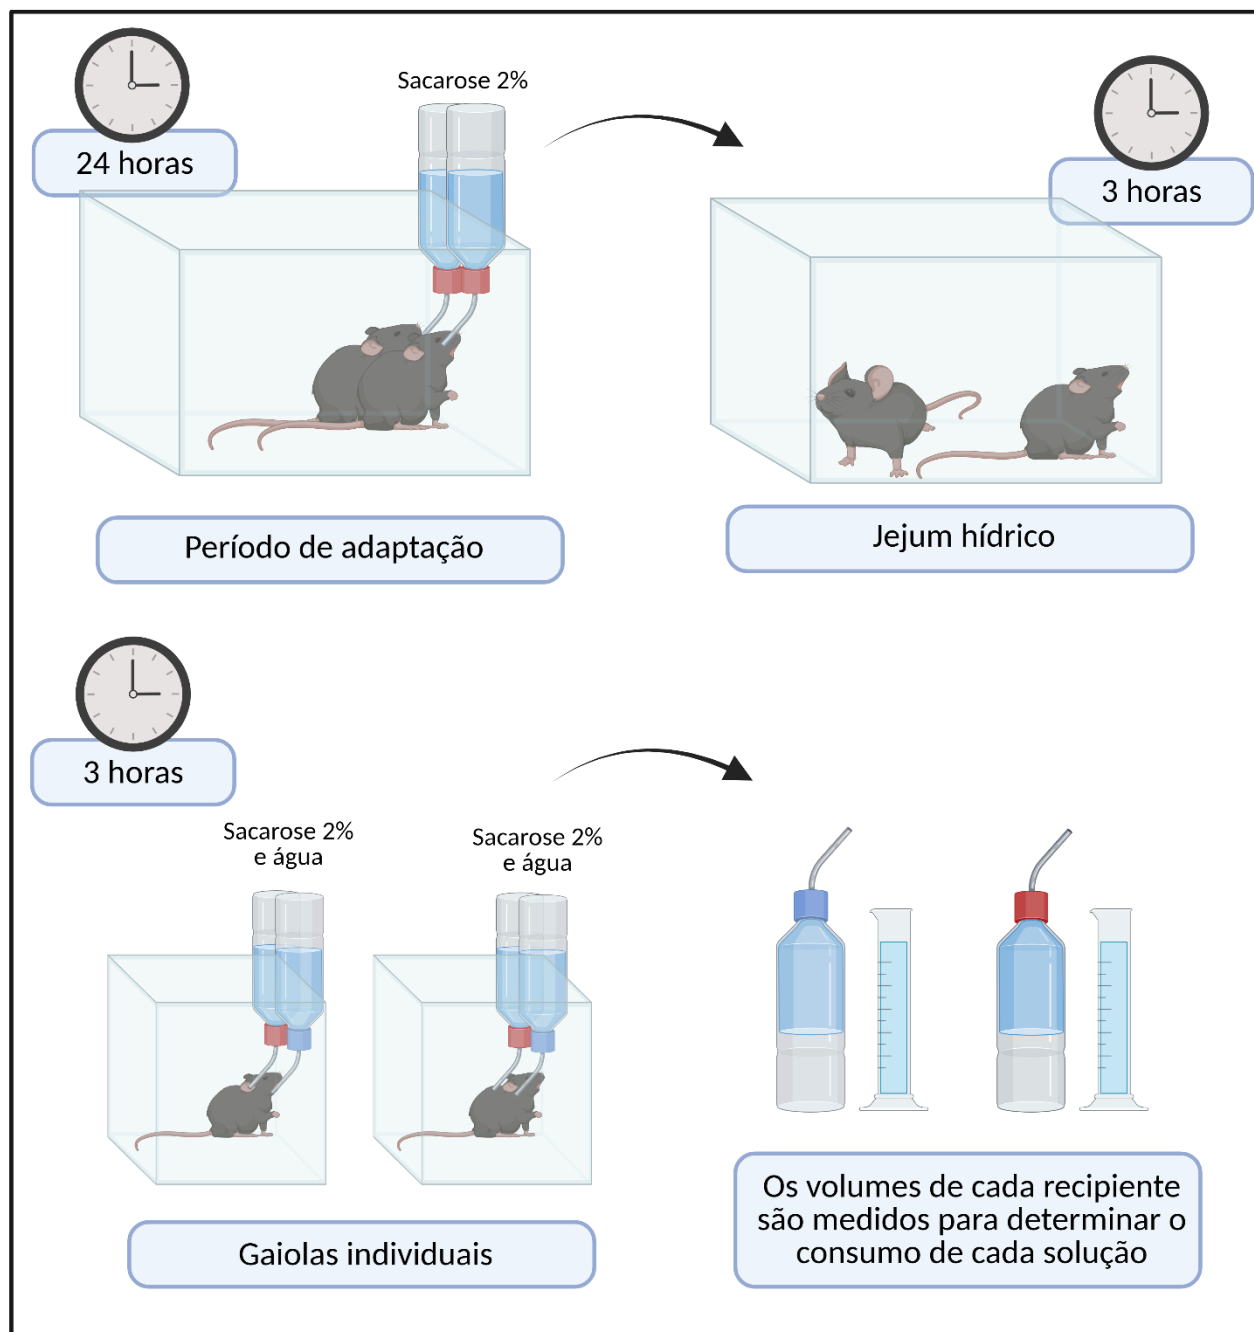 Sacarose 2%
24 horas
3 horas
Período de adaptação
Jejum hídrico
3 horas
Sacarose 2%
e água
Sacarose 2%
e água
Gaiolas individuais
Os volumes de cada recipiente
são medidos para determinar o
consumo de cada solução